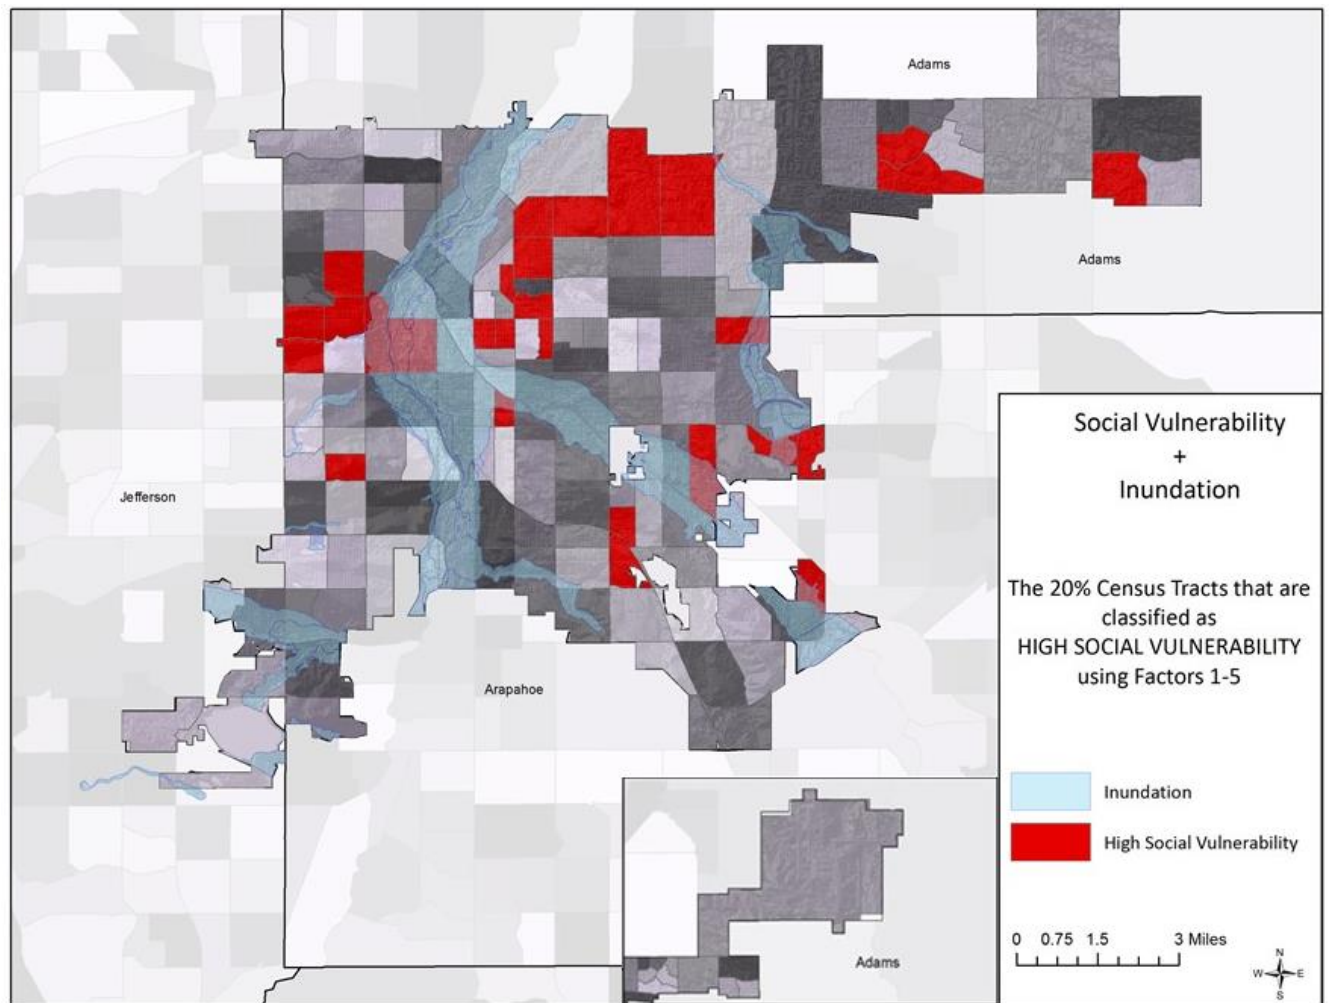 Adams
Adams
Jefferson
Arapahoe
Adams
Social Vulnerability
+
Inundation
The 20% Census Tracts that are
classified as
HIGH SOCIAL VULNERABILITY
using Factors 1-5
Inundation
High Social Vulnerability
0 0.75 1.5 3 Miles
N
W E
S